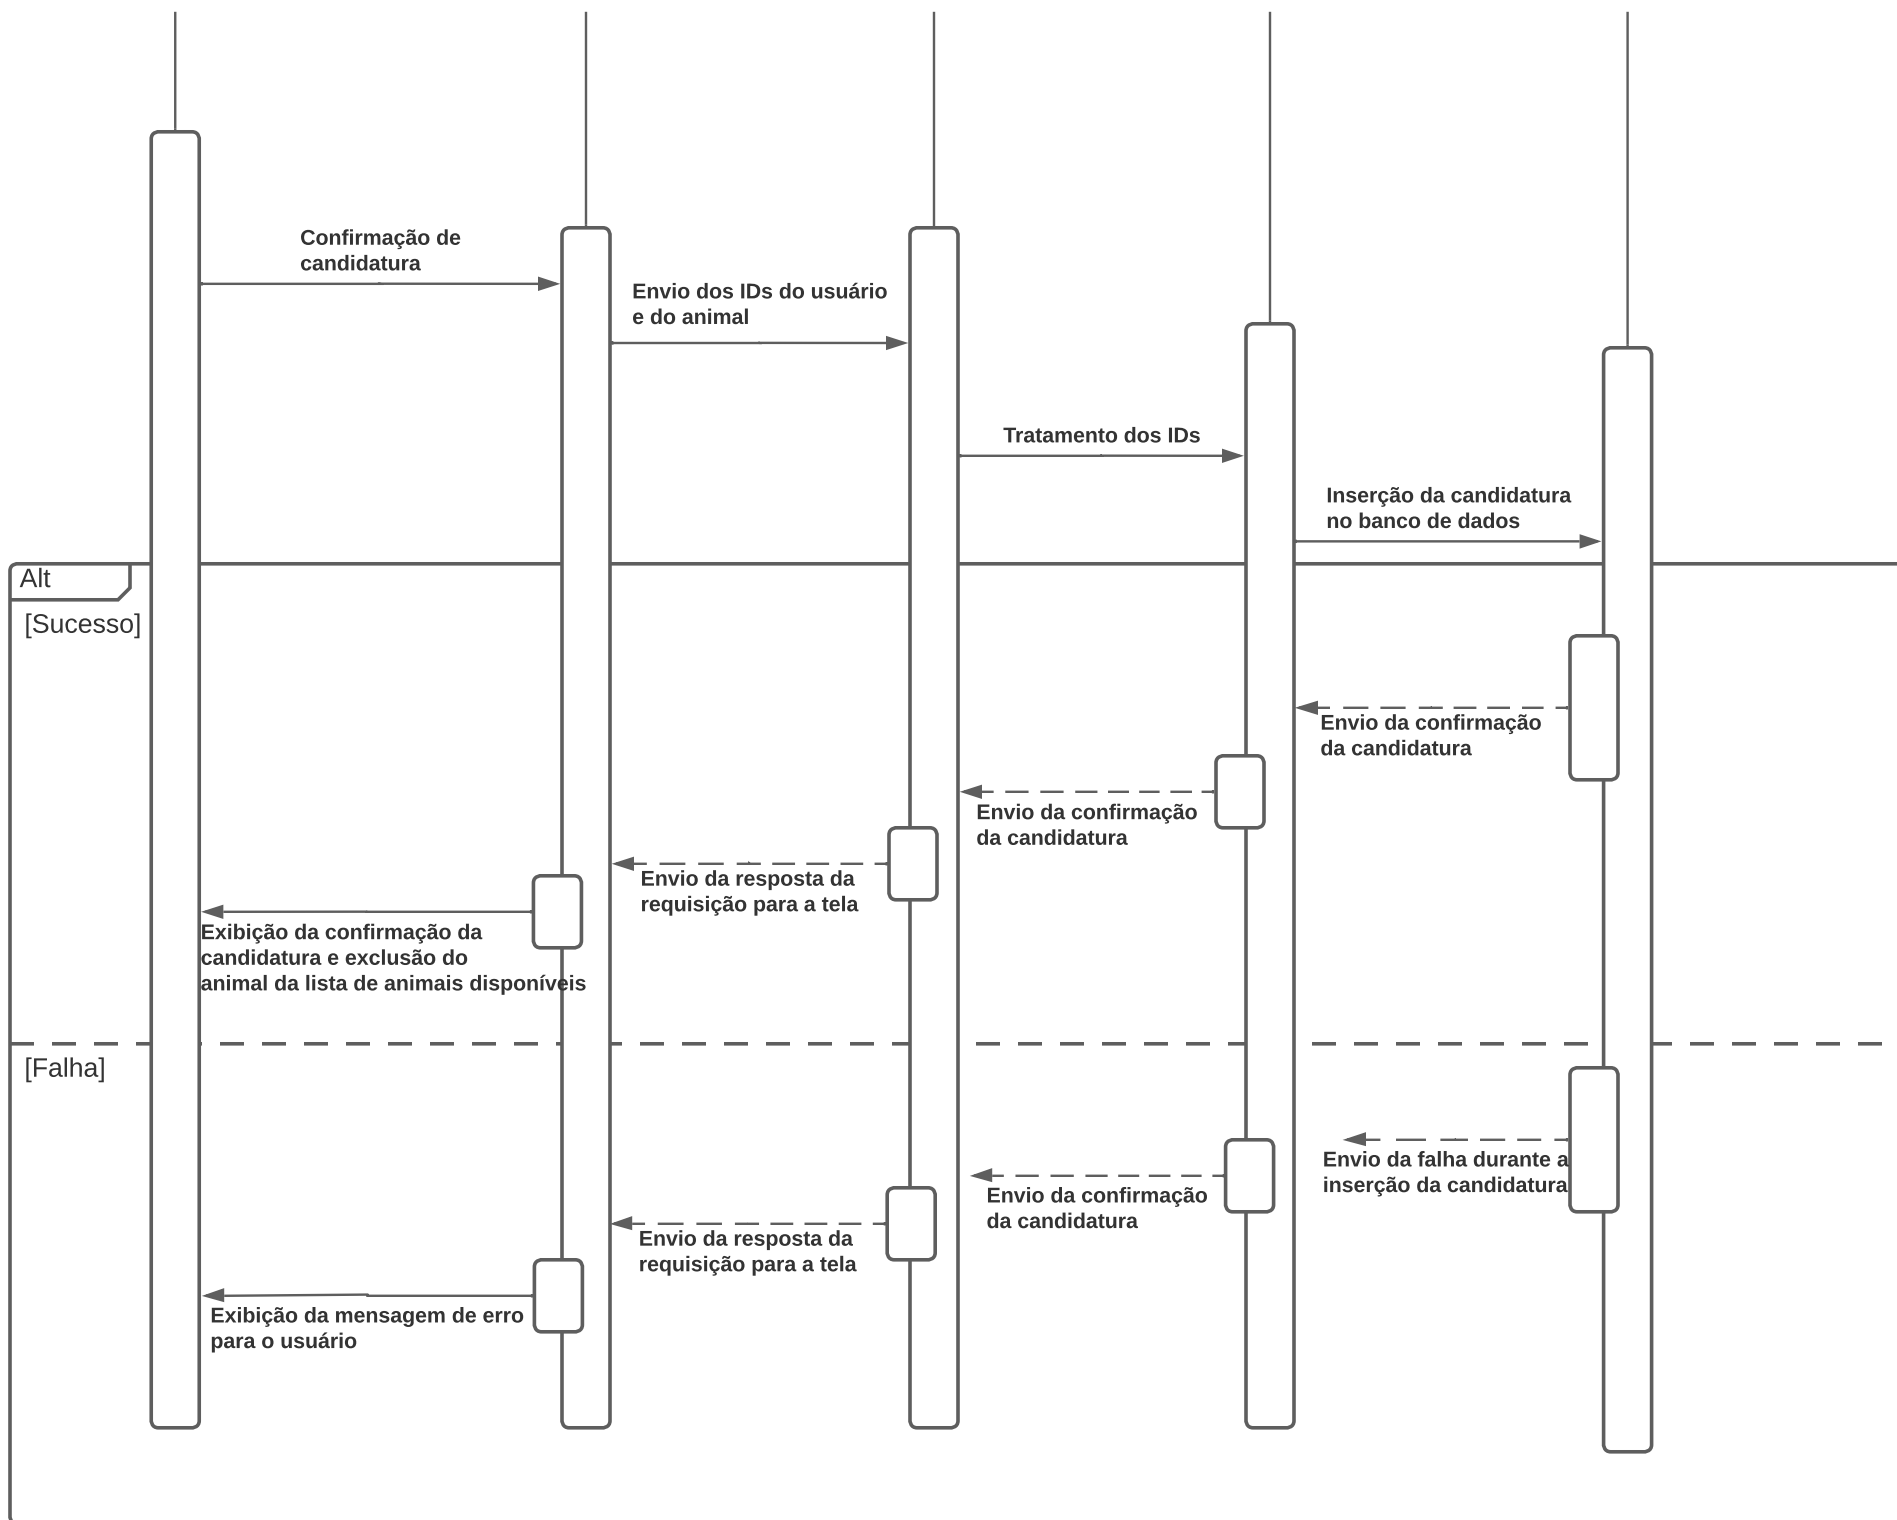 Confirmação de
candidatura
Envio dos IDs do usuário
e do animal
Tratamento dos IDs
Inserção da candidatura
no banco de dados
Alt
[Sucesso]
Envio da confirmação
da candidatura
Envio da confirmação
da candidatura
Envio da resposta da
requisição para a tela
Exibição da confirmação da
candidatura e exclusão do
animal da lista de animais disponíveis
[Falha]
Envio da falha durante a
inserção da candidatura
Envio da confirmação
da candidatura
Envio da resposta da
requisição para a tela
Exibição da mensagem de erro
para o usuário